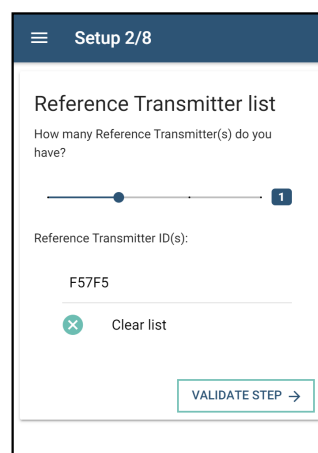 Setup 2/8
Reference Transmitter list
How many Reference Transmitter(s) do you
have?
1
Reference Transmitter ID(s):
F57F5
Clear list
VALIDATE STEP